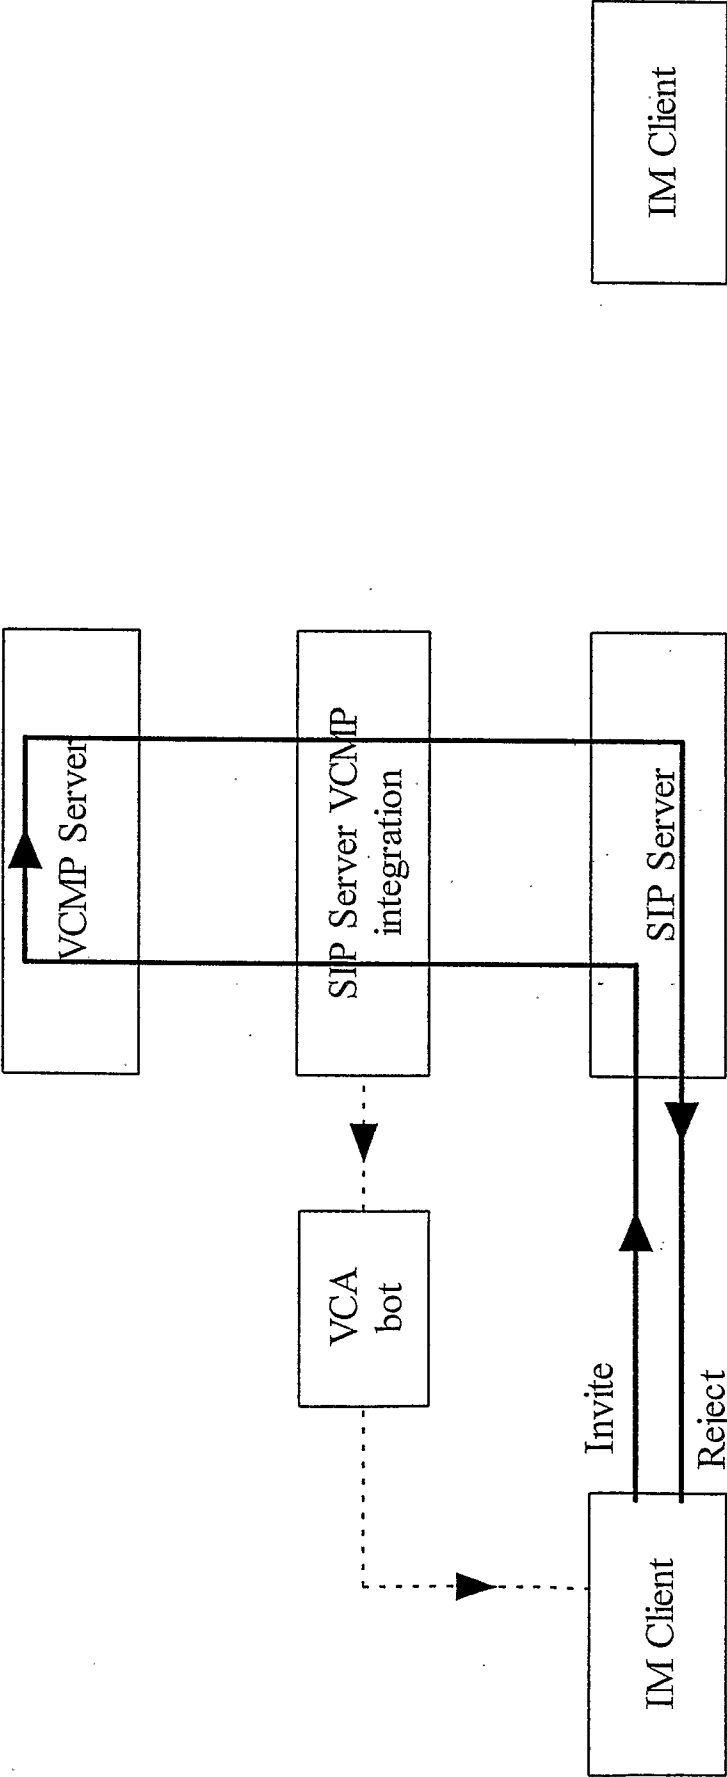 VCMP Server
SIP Server VCMP
integration
VCA
bot
Invite
Reject
IM Client
SIP Server
IM Client